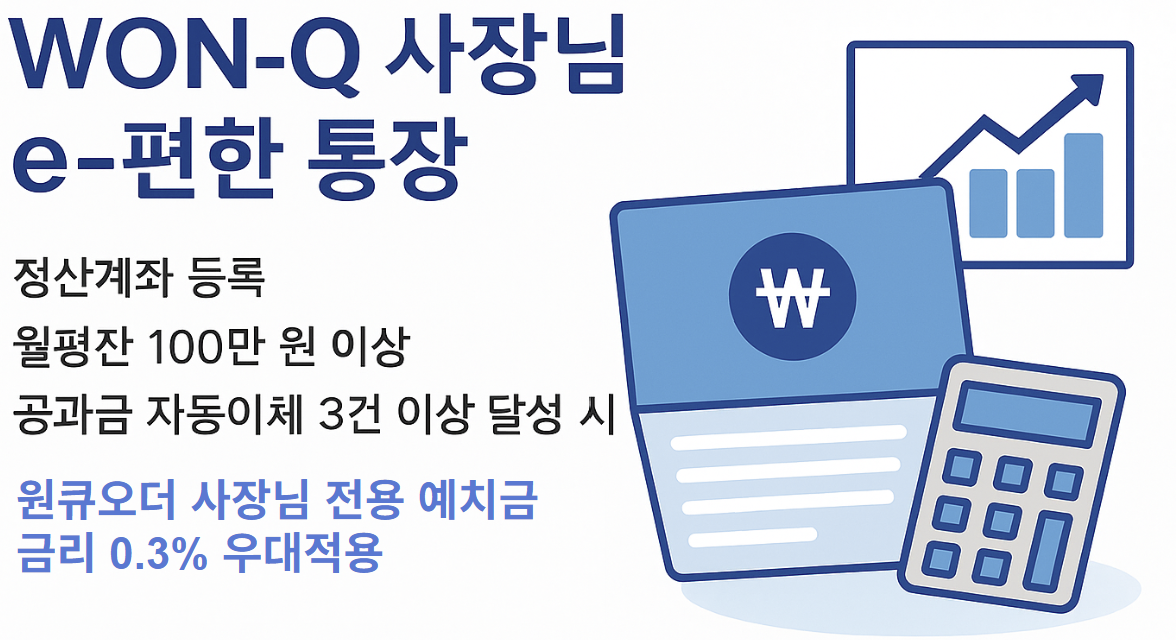 WON-Q 사장님
e-편한 통장
정산계좌 등록
월평잔 100만 원 이상
공과금 자동이체 3건 이상 달성 시
원큐오더 사장님 전용 예치금
금리 0.3% 우대적용
₩